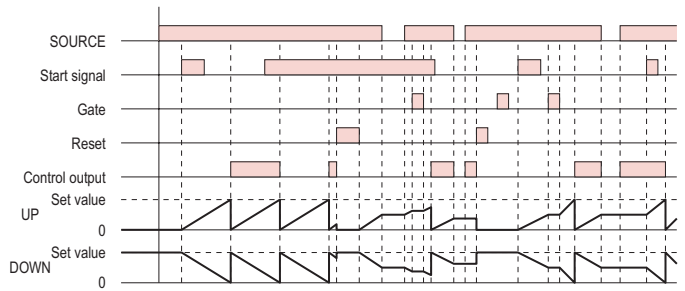 SOURCE
Start signal
Gate
Reset
Control output
UP
Set value
0
DOWN
Set value
0